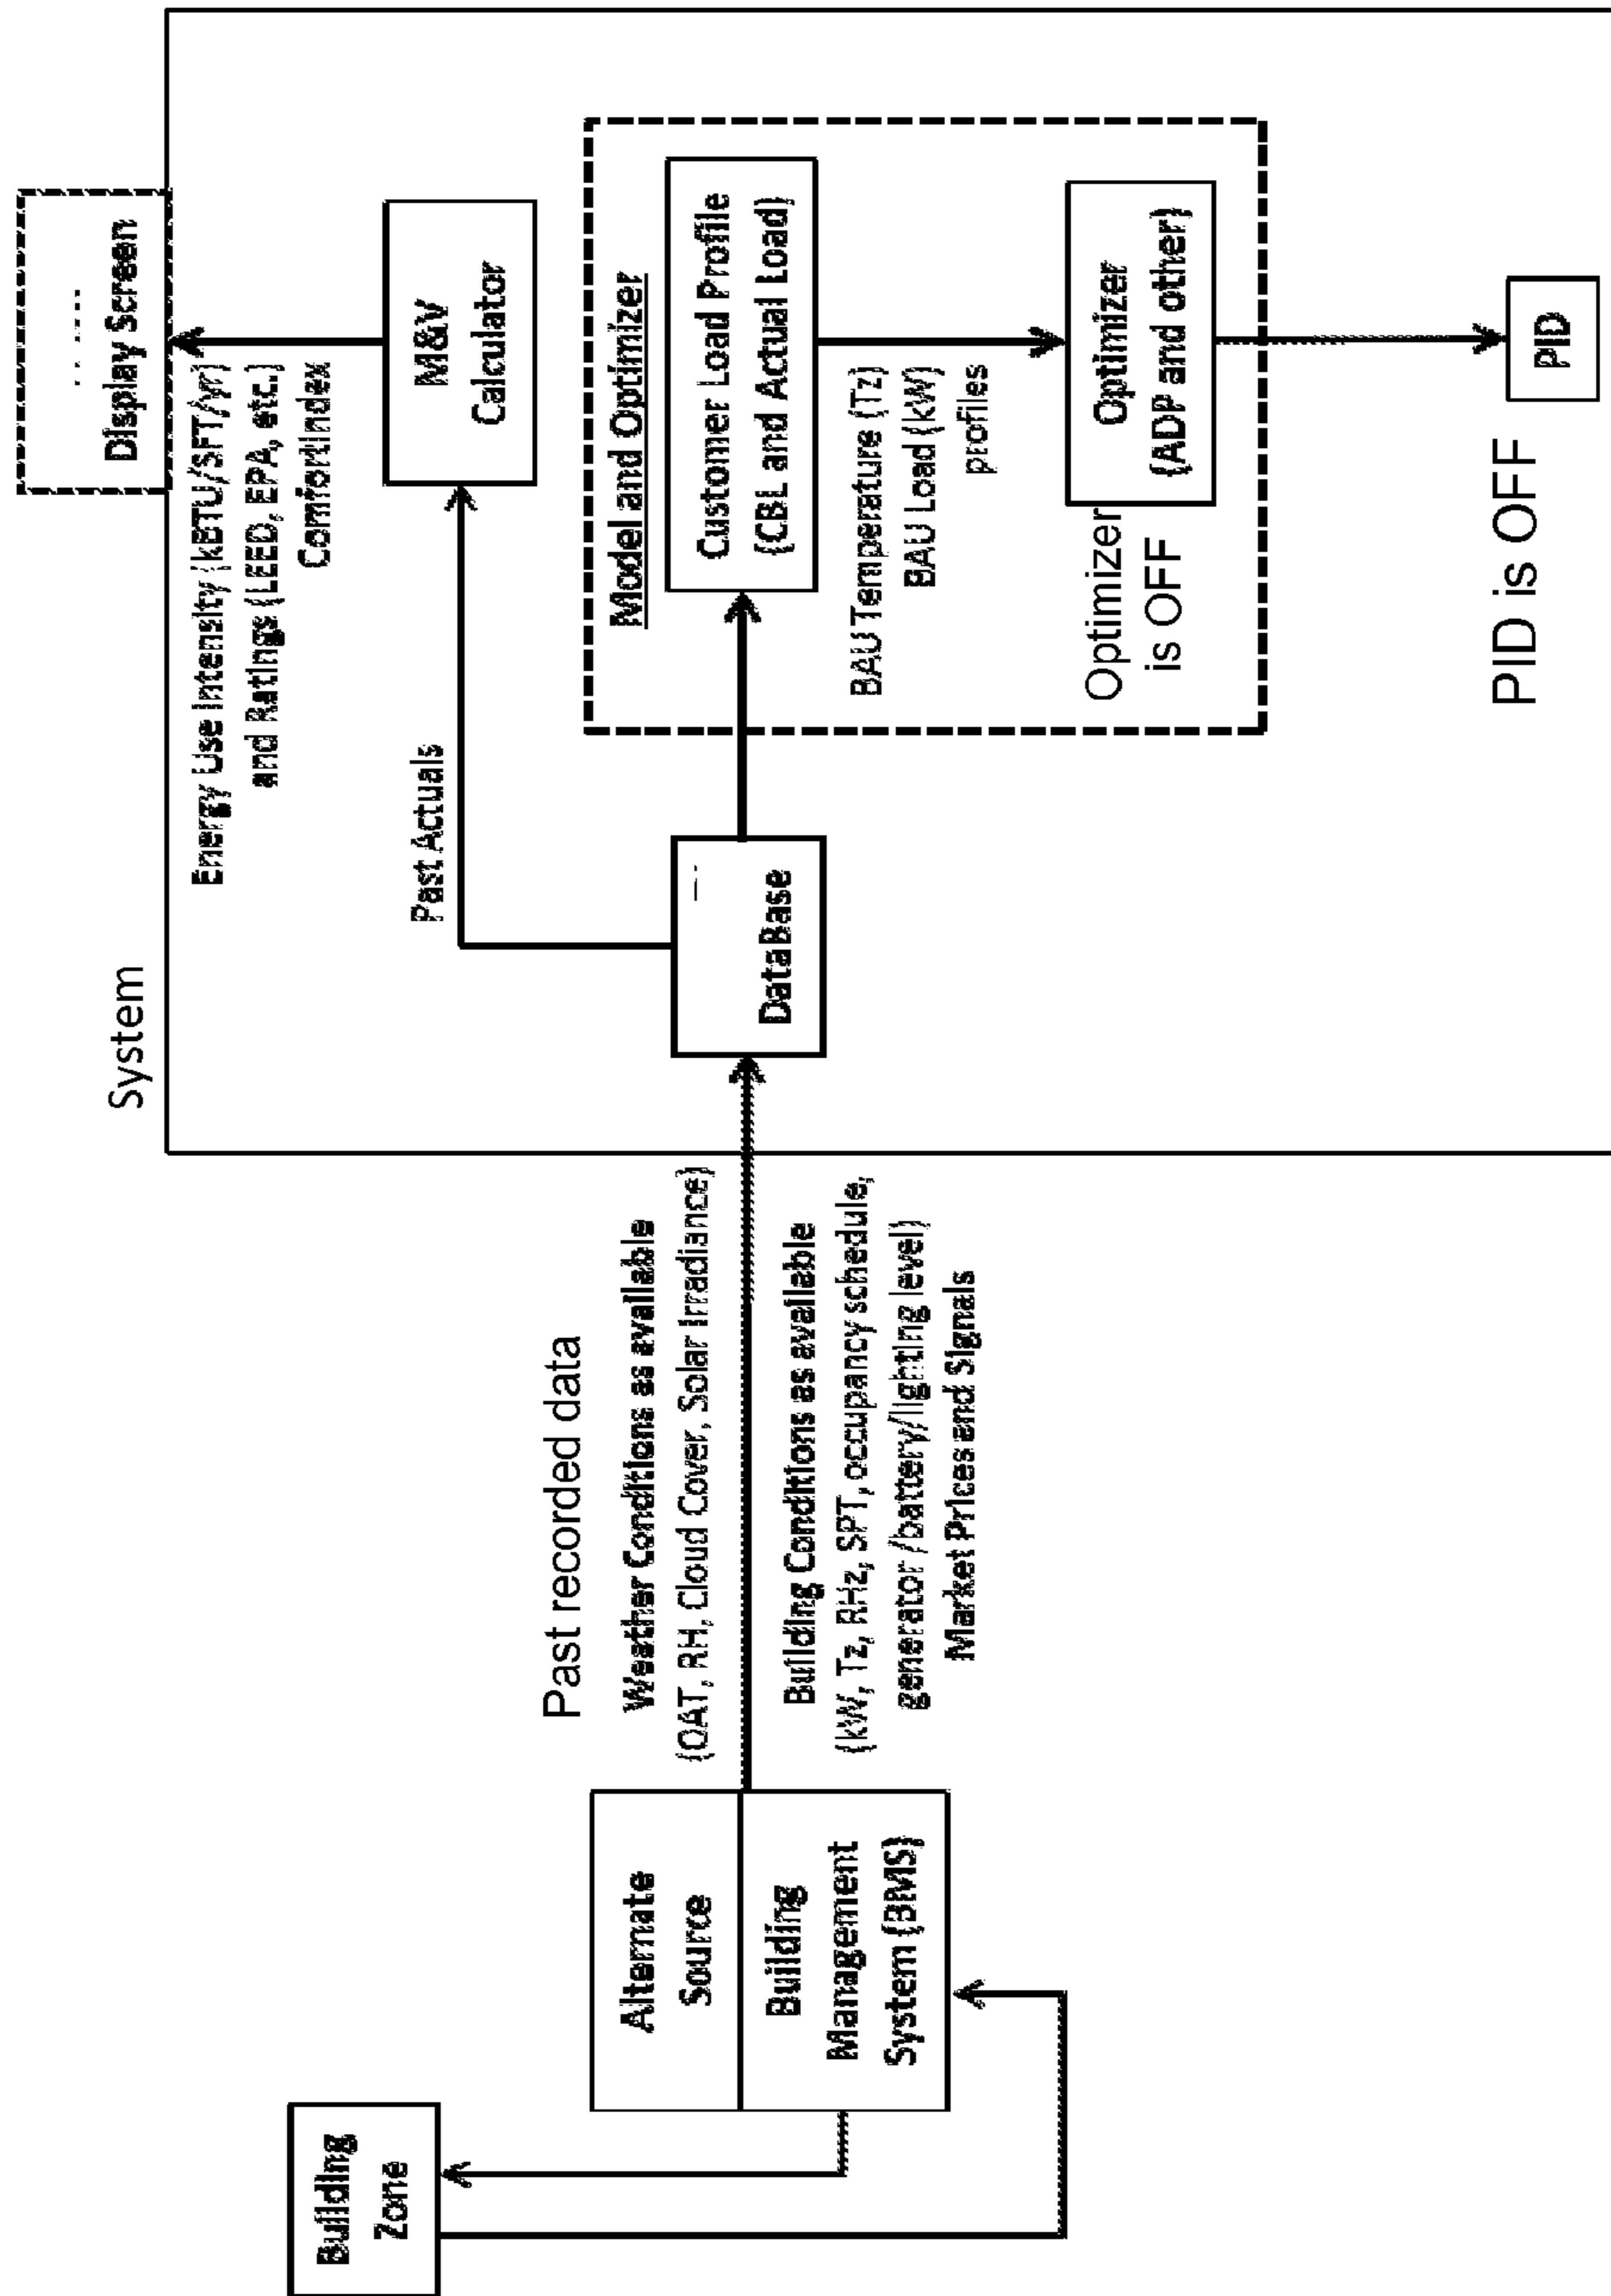 System
Display Screen
Energy Use Intensity (kBTU/SFT/yr)
and Ratings (LEED, EPA, etc.)
ComfortIndex
M&V
Calculator
Past Actuals
Model and Optimizer
Customer Load Profile
(CBL and Actual Load)
BAU Temperature (Tz)
BAU Load (kW)
profiles
Optimizer
is OFF
Optimizer
(ADP and other)
PID is OFF
PID
DataBase
Past recorded data
Weather Conditions as available
(OAT, RH, Cloud Cover, Solar Irradiance)
Building Conditions as available
(kW, Tz, RHz, SPT, occupancy schedule,
generator /battery/lighting level)
Market Prices and Signals
Alternate
Source
Building
Management
System (BMS)
Building
Zone